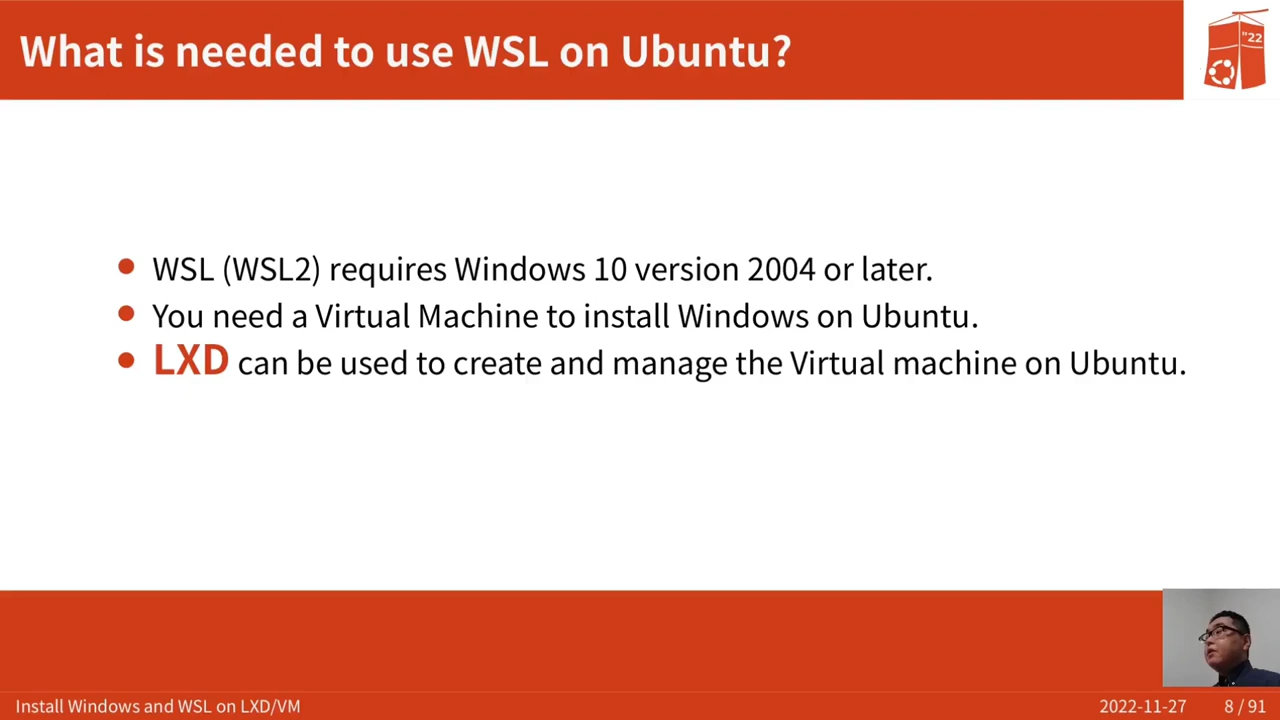 What is needed to use WSL on Ubuntu?
"22
WSL (WSL2) requires Windows 10 version 2004 or later.
You need a Virtual Machine to install Windows on Ubuntu.
LXD can be used to create and manage the Virtual machine on Ubuntu.
Install Windows and WSL on LXD/VM
2022-11-27
8 / 91